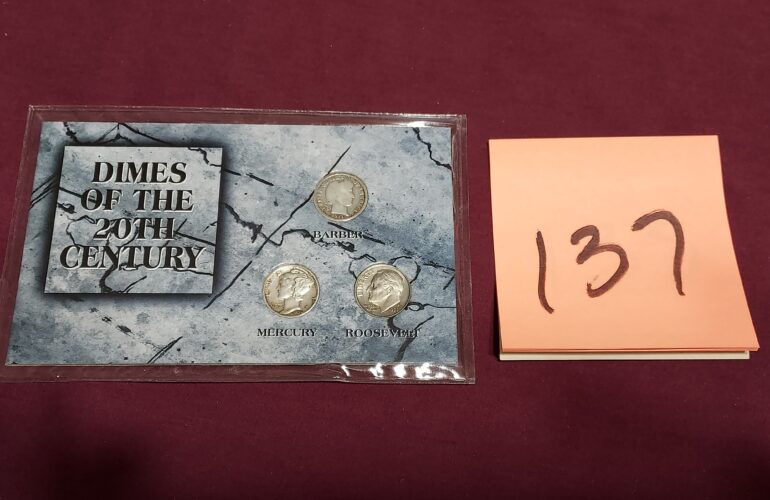 DIMES
OF THE
20TH
CENTURY
BARBER
MERCURY
ROOSEVELT
137